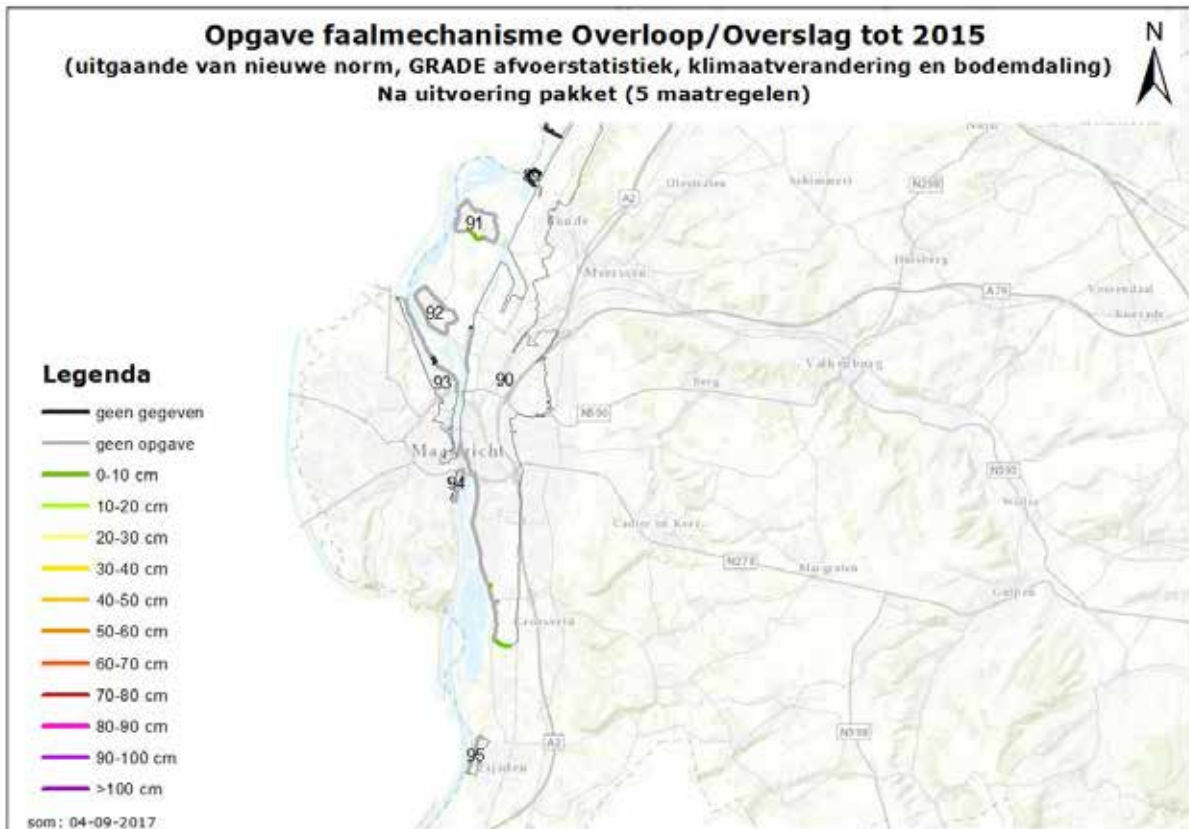 Opgave faalmechanisme Overloop/Overslag tot 2015
(uitgaande van nieuwe norm, GRADE afvoerstatistiek, klimaatverandering en bodemdaling)
Na uitvoering pakket (5 maatregelen)
N
N298
A2
91
Meerssen
A79
Voerendaal
92
Valkenburg
93
90
Berg
N590
Maastricht
94
Cadier en Keer
N278
Margraten
Gulpen
Gronsveld
N598
A2
95
Eijsden
Legenda
geen gegeven
geen opgave
0-10 cm
10-20 cm
20-30 cm
30-40 cm
40-50 cm
50-60 cm
60-70 cm
70-80 cm
80-90 cm
90-100 cm
>100 cm
som: 04-09-2017